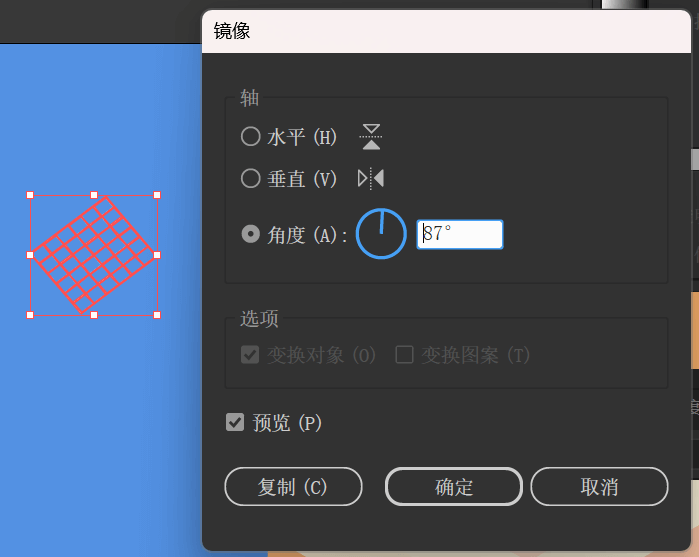 镜像
轴
水平 (H)
垂直 (V)
角度 (A): 87°
选项
变换对象 (O) 变换图案 (T)
预览 (P)
复制 (C) 确定 取消